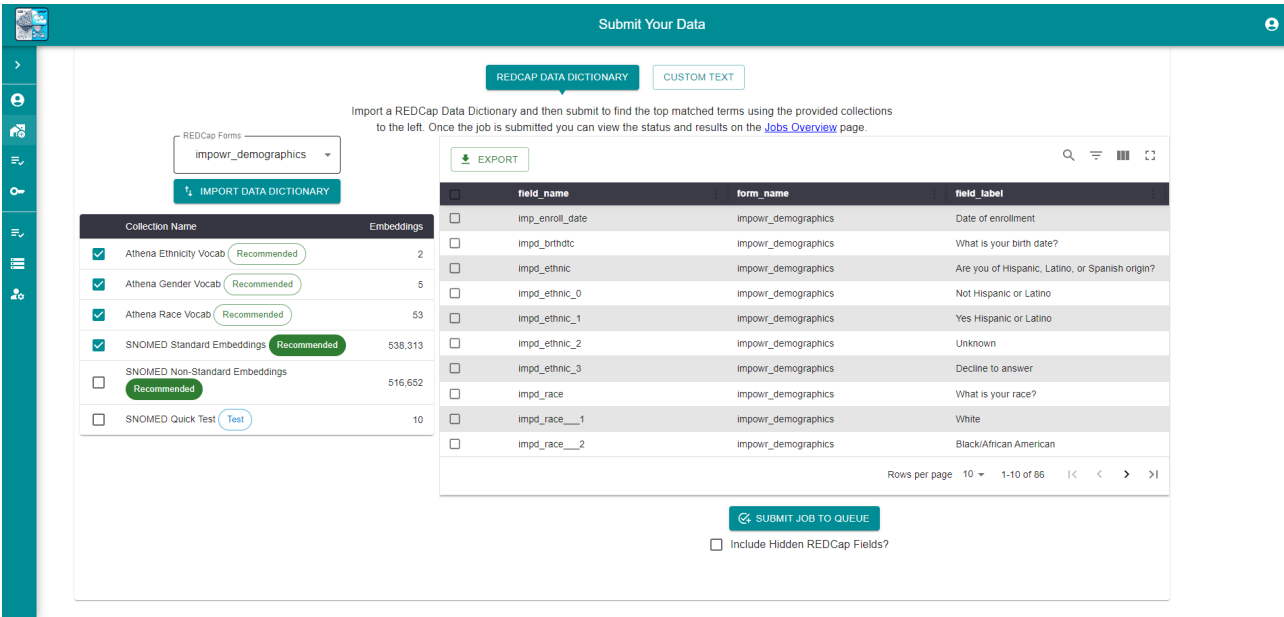 Submit Your Data
REDCAP DATA DICTIONARY
CUSTOM TEXT
Import a REDCap Data Dictionary and then submit to find the top matched terms using the provided collections
to the left. Once the job is submitted you can view the status and results on the Jobs Overview page.
REDCap Forms
impowr_demographics
IMPORT DATA DICTIONARY
Collection Name Embeddings
Athena Ethnicity Vocab Recommended 2
Athena Gender Vocab Recommended 5
Athena Race Vocab Recommended 53
SNOMED Standard Embeddings Recommended 538,313
SNOMED Non-Standard Embeddings
Recommended 516,652
SNOMED Quick Test Test 10
EXPORT
field_name form_name field_label
imp_enroll_date impowr_demographics Date of enrollment
impd_brthdtc impowr_demographics What is your birth date?
impd_ethnic impowr_demographics Are you of Hispanic, Latino, or Spanish origin?
impd_ethnic_0 impowr_demographics Not Hispanic or Latino
impd_ethnic_1 impowr_demographics Yes Hispanic or Latino
impd_ethnic_2 impowr_demographics Unknown
impd_ethnic_3 impowr_demographics Decline to answer
impd_race impowr_demographics What is your race?
impd_race___1 impowr_demographics White
impd_race___2 impowr_demographics Black/African American
Rows per page 10 1-10 of 86
SUBMIT JOB TO QUEUE
Include Hidden REDCap Fields?